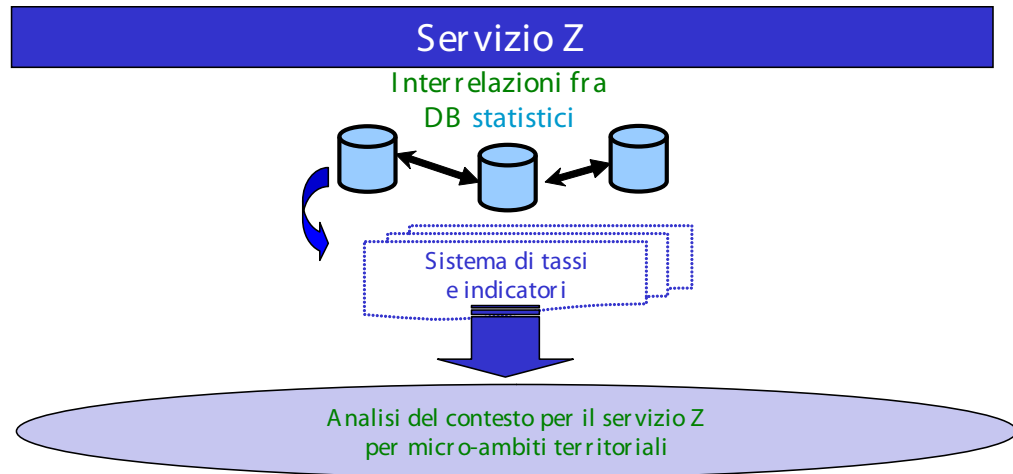 Servizio Z
Interrelazioni fra
DB statistici
Sistema di tassi
e indicatori
Analisi del contesto per il servizio Z
per micro-ambiti territoriali